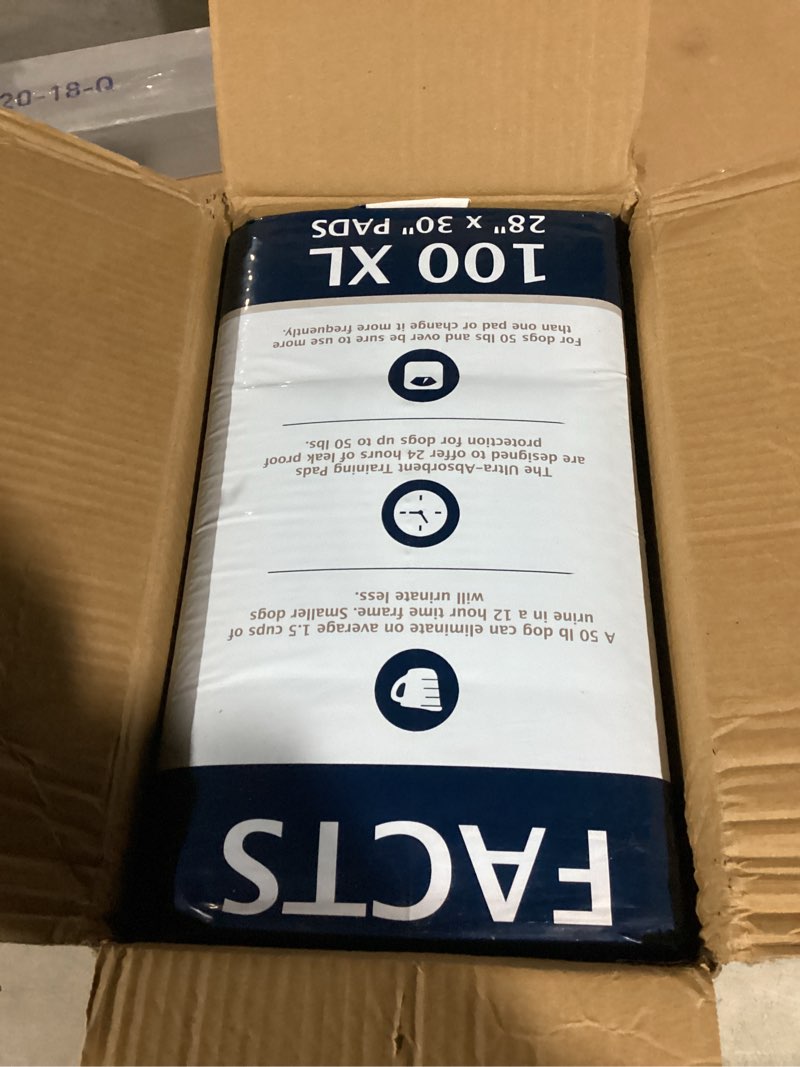 FACTS
A 50 lb dog can eliminate on average 1.5 cups of
urine in a 12 hour time frame. Smaller dogs
will urinate less.
The Ultra-Absorbent Training Pads
are designed to offer 24 hours of leak proof
protection for dogs up to 50 lbs.
For dogs 50 lbs and over be sure to use more
than one pad or change it more frequently.
100 XL
28" x 30" PADS
20-18-0